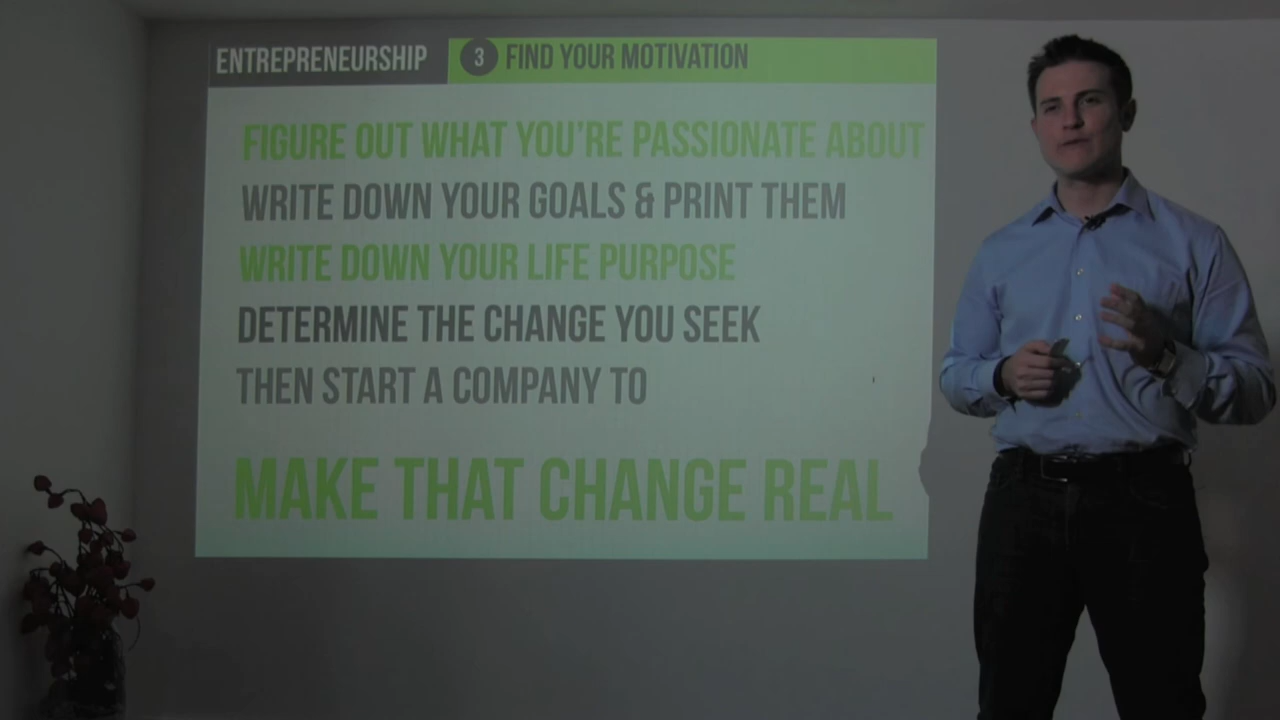 ENTREPRENEURSHIP 3 FIND YOUR MOTIVATION
FIGURE OUT WHAT YOU'RE PASSIONATE ABOUT
WRITE DOWN YOUR GOALS & PRINT THEM
WRITE DOWN YOUR LIFE PURPOSE
DETERMINE THE CHANGE YOU SEEK
THEN START A COMPANY TO
MAKE THAT CHANGE REAL